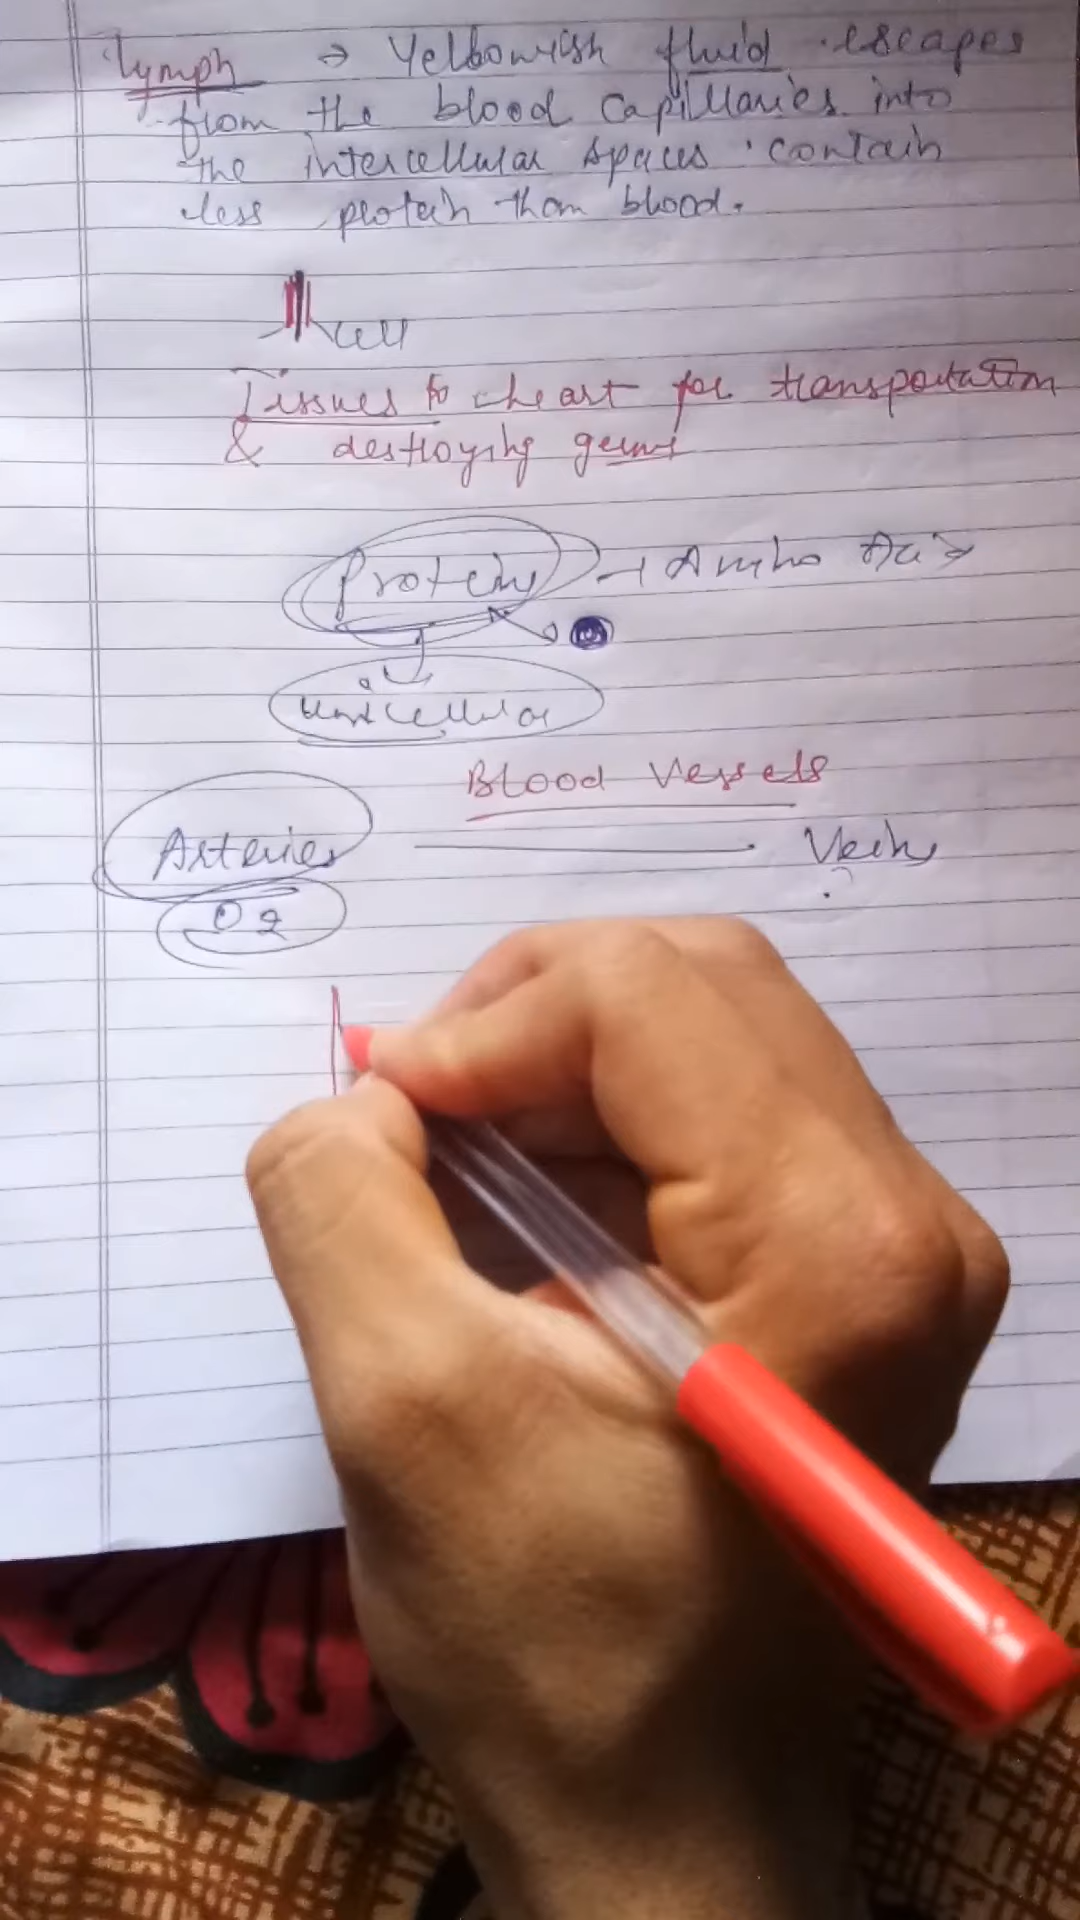 Lymph → Yellowish fluid escapes
from the blood capillaries into
the intercellular spaces. contain
less protein than blood.
cell
Tissues to heart for transportation
& destroying germs
Protein → Amino
Unicellular
Blood Vessels
Arteries Vein
O2